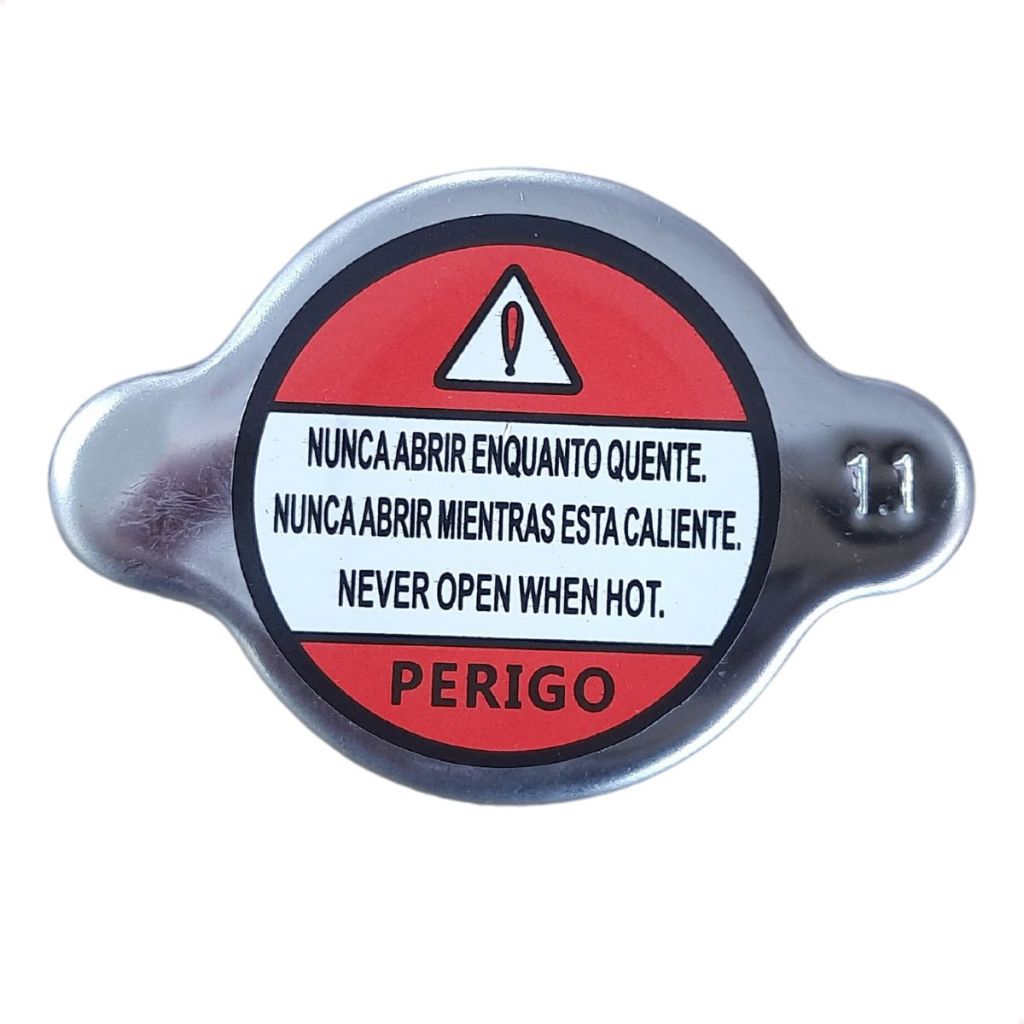 NUNCA ABRIR ENQUANTO QUENTE.
NUNCA ABRIR MIENTRAS ESTA CALIENTE.
NEVER OPEN WHEN HOT.
PERIGO
1.1